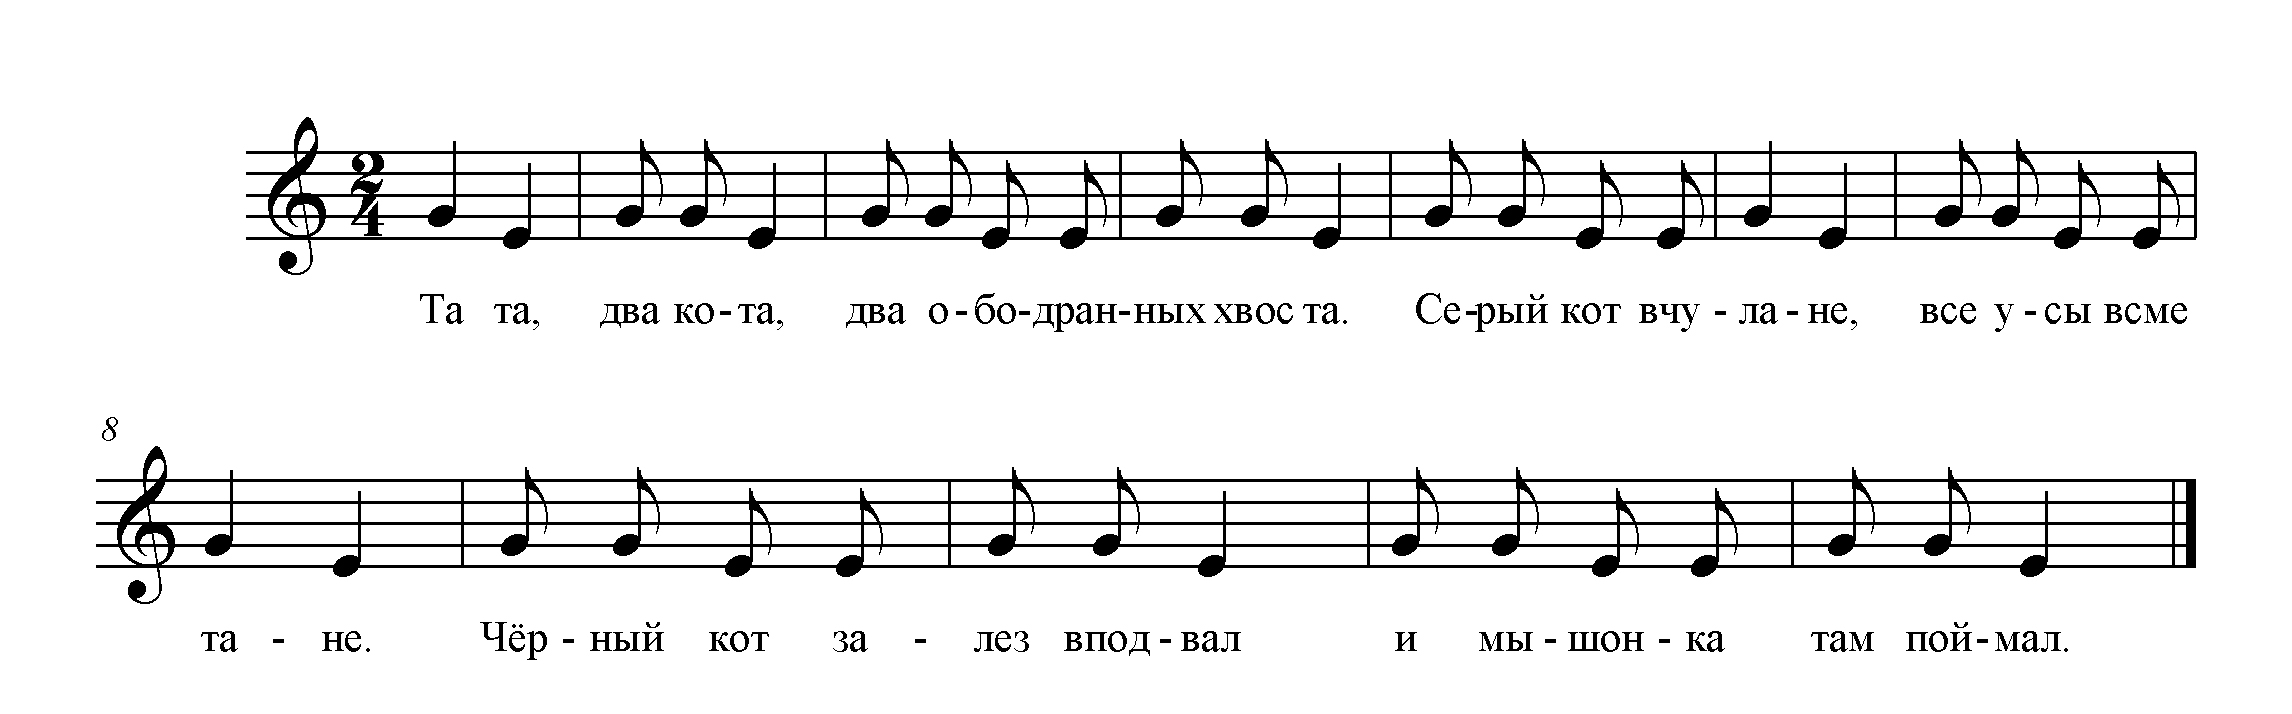 Та та, два ко-та, два о-бо-дран-ных хвос та. Се-рый кот вчу-ла-не, все у-сы всме
8
та-не. Чёр-ный кот за-лез впод-вал и мы-шон-ка там пой-мал.